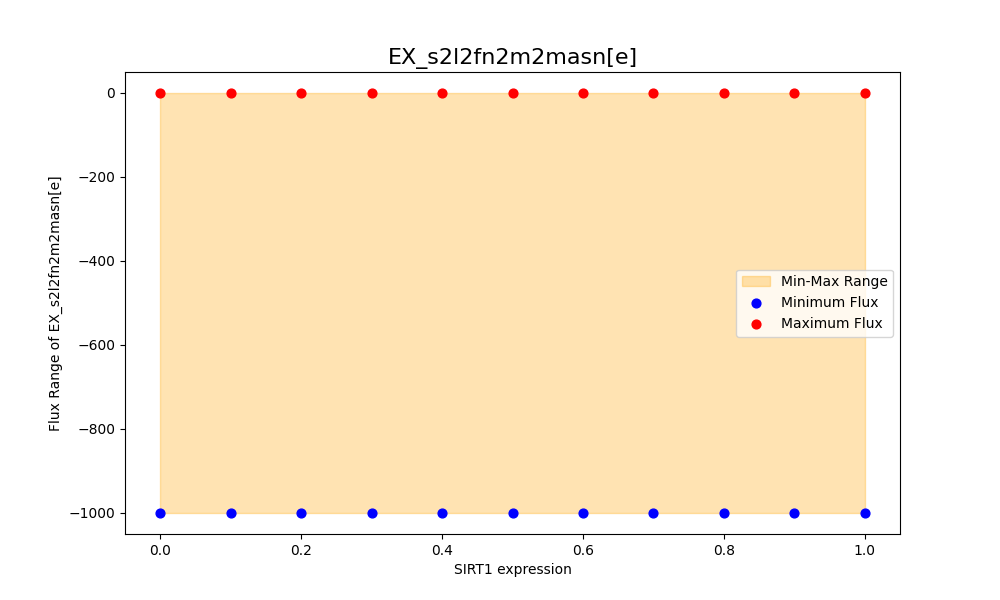 EX_s2l2fn2m2masn[e]
Flux Range of EX_s2l2fn2m2masn[e]
0
−200
−400
−600
−800
−1000
Min-Max Range
Minimum Flux
Maximum Flux
0.0 0.2 0.4 0.6 0.8 1.0
SIRT1 expression